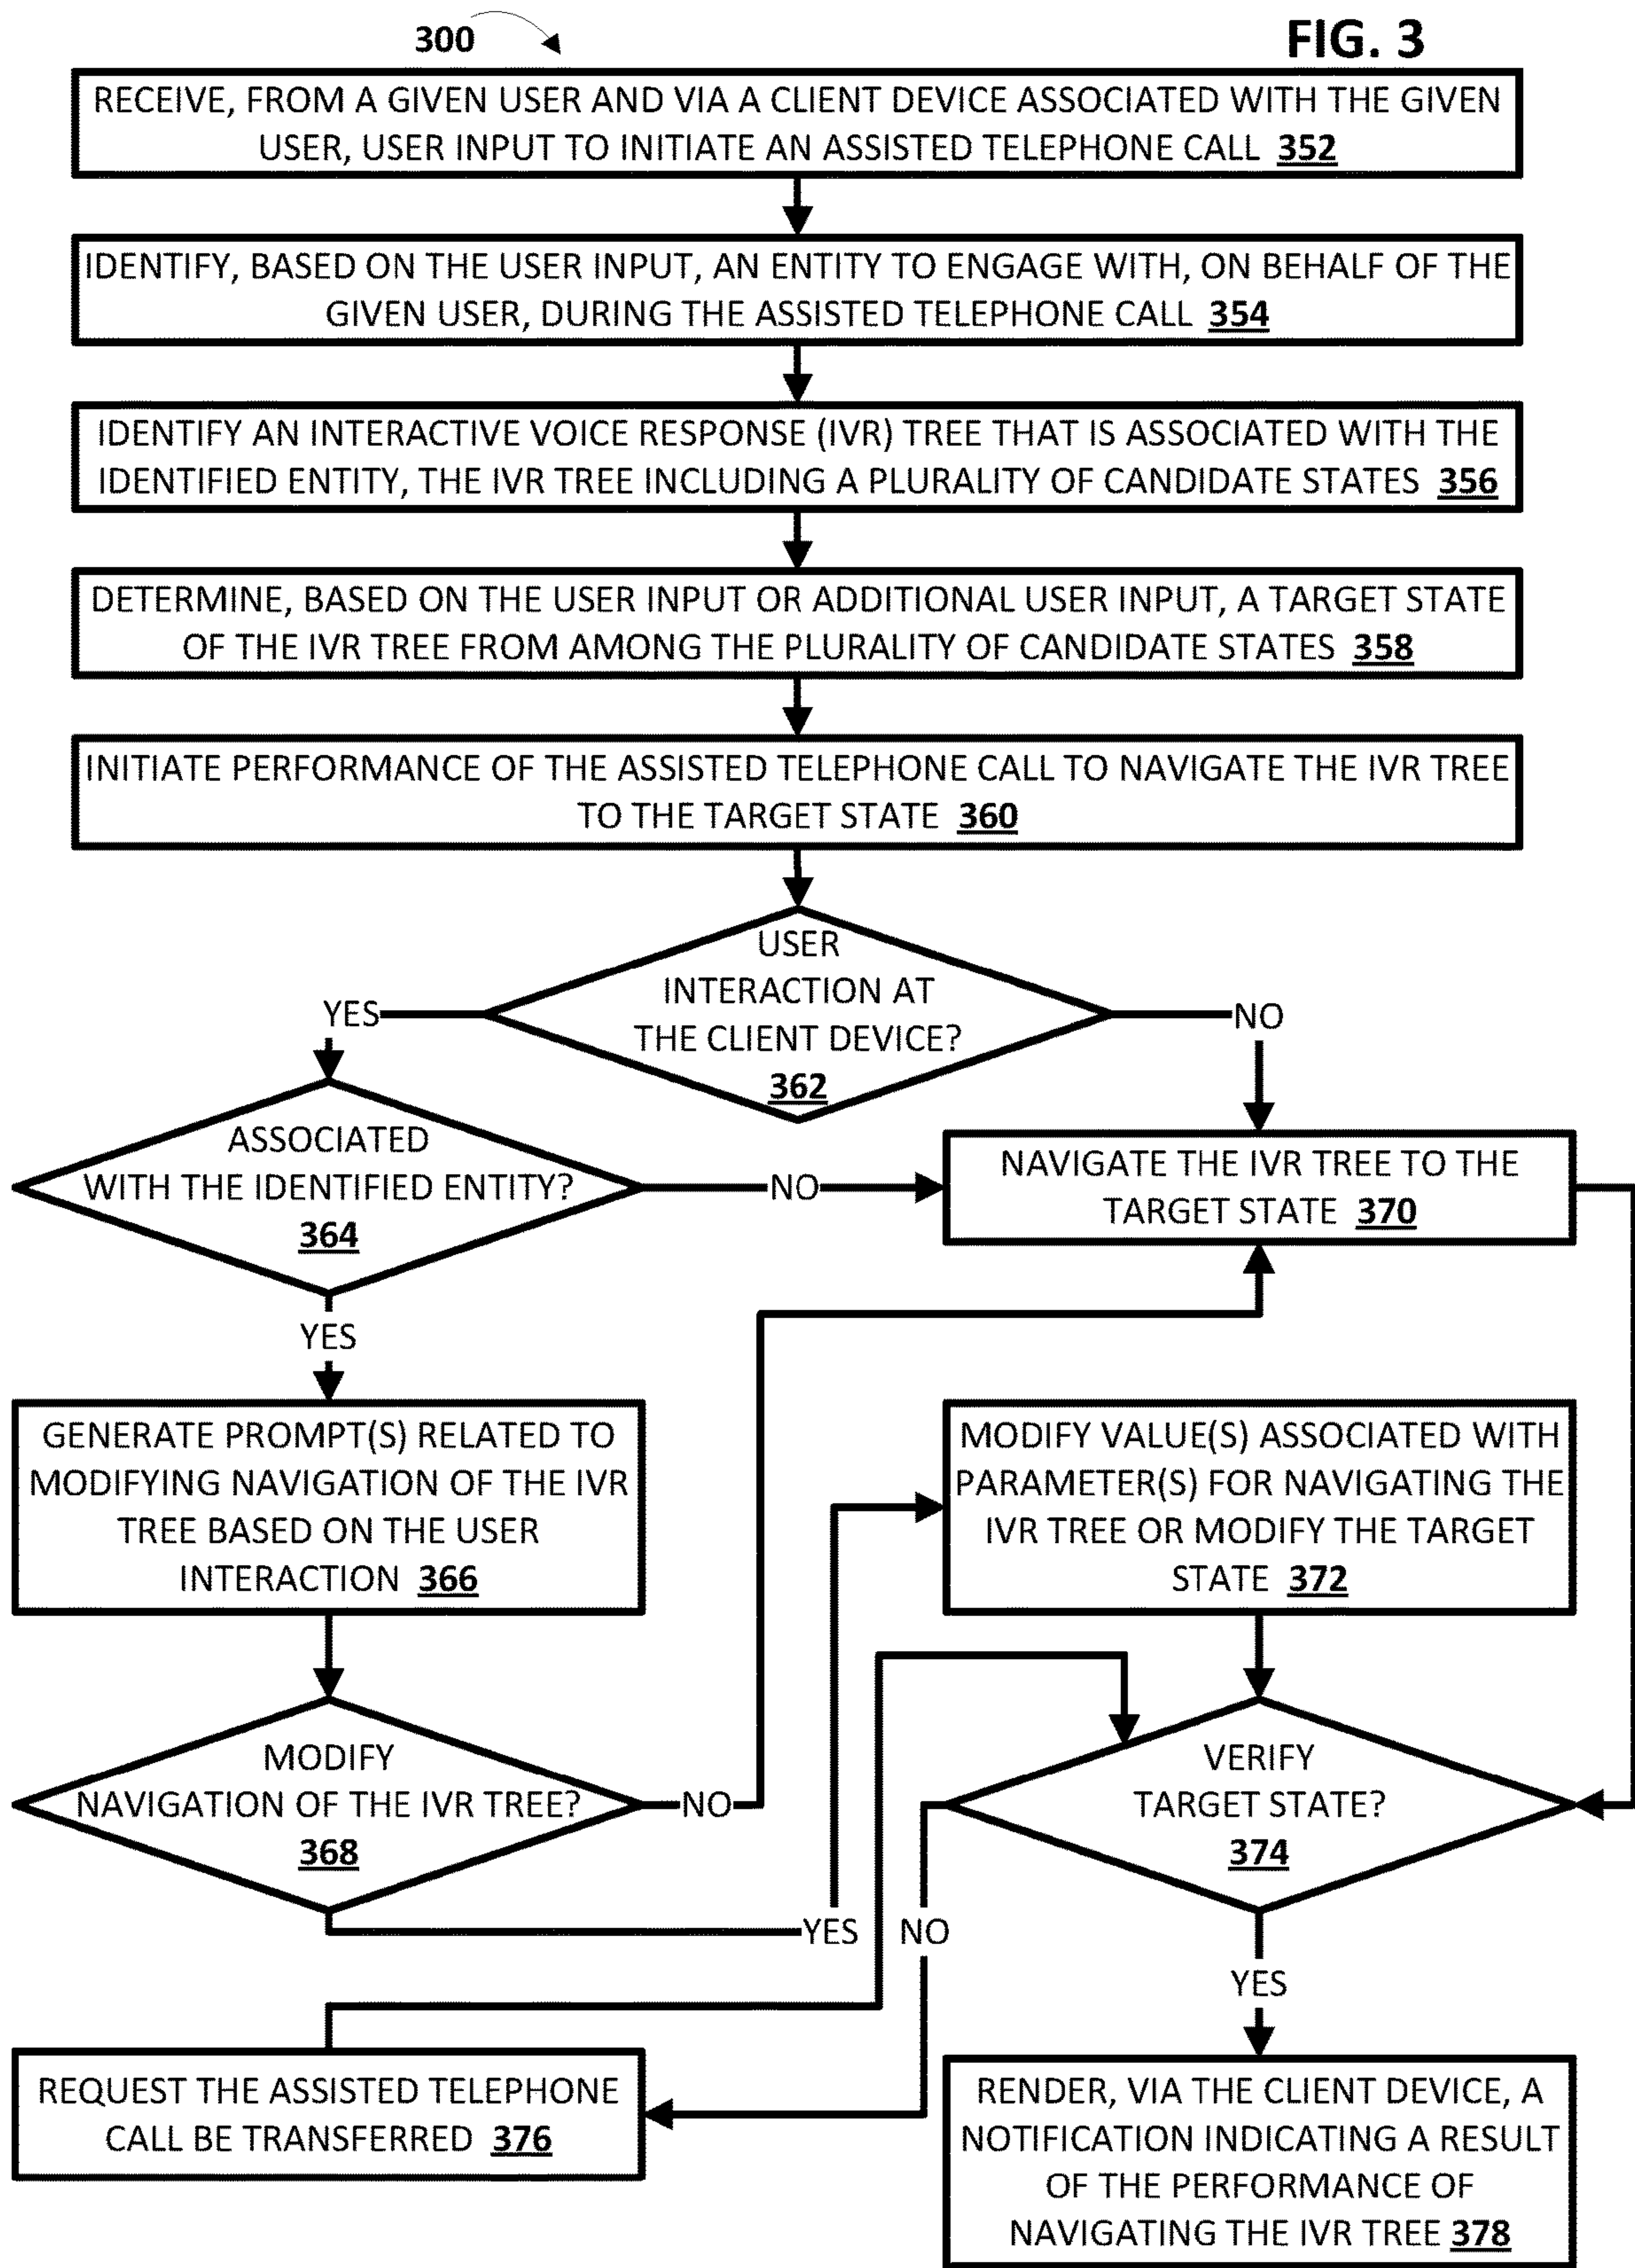 300
FIG. 3
RECEIVE, FROM A GIVEN USER AND VIA A CLIENT DEVICE ASSOCIATED WITH THE GIVEN
USER, USER INPUT TO INITIATE AN ASSISTED TELEPHONE CALL 352
IDENTIFY, BASED ON THE USER INPUT, AN ENTITY TO ENGAGE WITH, ON BEHALF OF THE
GIVEN USER, DURING THE ASSISTED TELEPHONE CALL 354
IDENTIFY AN INTERACTIVE VOICE RESPONSE (IVR) TREE THAT IS ASSOCIATED WITH THE
IDENTIFIED ENTITY, THE IVR TREE INCLUDING A PLURALITY OF CANDIDATE STATES 356
DETERMINE, BASED ON THE USER INPUT OR ADDITIONAL USER INPUT, A TARGET STATE
OF THE IVR TREE FROM AMONG THE PLURALITY OF CANDIDATE STATES 358
INITIATE PERFORMANCE OF THE ASSISTED TELEPHONE CALL TO NAVIGATE THE IVR TREE
TO THE TARGET STATE 360
USER
INTERACTION AT
THE CLIENT DEVICE?
362
YES
NO
ASSOCIATED
WITH THE IDENTIFIED ENTITY?
364
NO
NAVIGATE THE IVR TREE TO THE
TARGET STATE 370
YES
GENERATE PROMPT(S) RELATED TO
MODIFYING NAVIGATION OF THE IVR
TREE BASED ON THE USER
INTERACTION 366
MODIFY VALUE(S) ASSOCIATED WITH
PARAMETER(S) FOR NAVIGATING THE
IVR TREE OR MODIFY THE TARGET
STATE 372
MODIFY
NAVIGATION OF THE IVR TREE?
368
NO
VERIFY
TARGET STATE?
374
YES
NO
YES
REQUEST THE ASSISTED TELEPHONE
CALL BE TRANSFERRED 376
RENDER, VIA THE CLIENT DEVICE, A
NOTIFICATION INDICATING A RESULT
OF THE PERFORMANCE OF
NAVIGATING THE IVR TREE 378